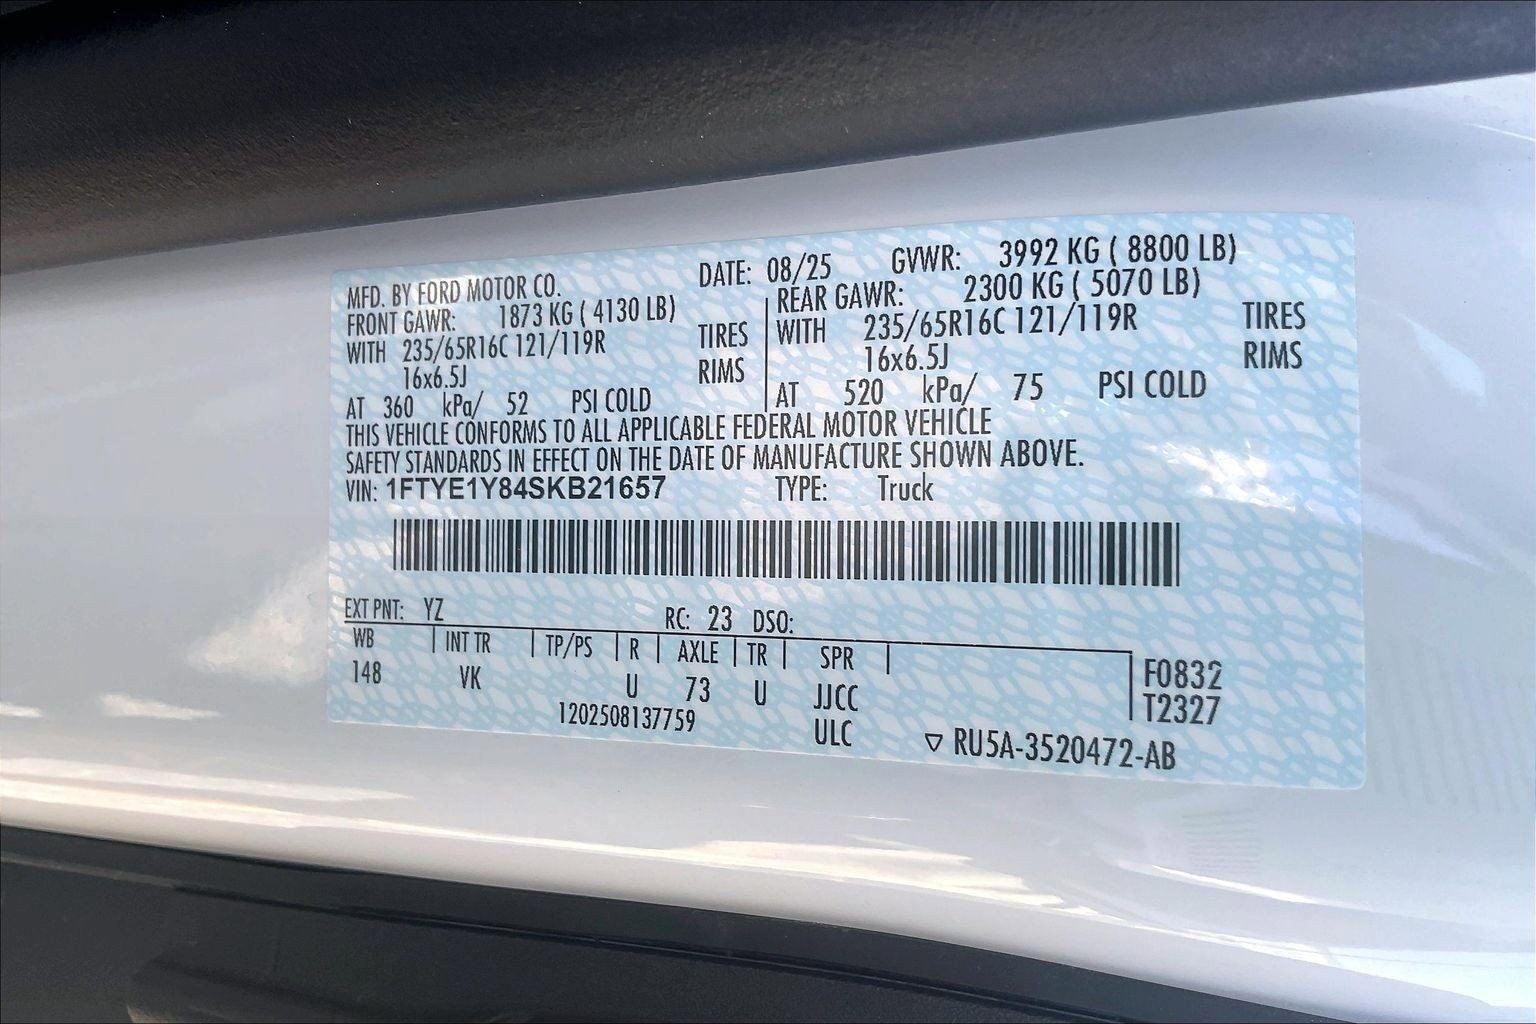 MFD. BY FORD MOTOR CO. DATE: 08/25 GVWR: 3992 KG ( 8800 LB)
FRONT GAWR: 1873 KG ( 4130 LB) REAR GAWR: 2300 KG ( 5070 LB)
WITH 235/65R16C 121/119R TIRES WITH 235/65R16C 121/119R TIRES
16x6.5J RIMS 16x6.5J RIMS
AT 360 kPa/ 52 PSI COLD AT 520 kPa/ 75 PSI COLD
THIS VEHICLE CONFORMS TO ALL APPLICABLE FEDERAL MOTOR VEHICLE
SAFETY STANDARDS IN EFFECT ON THE DATE OF MANUFACTURE SHOWN ABOVE.
VIN: 1FTYE1Y84SKB21657 TYPE: Truck
EXT PNT: YZ RC: 23 DSO:
WB INT TR TP/PS R AXLE TR SPR
148 VK U 73 U JJCC F0832
1202508137759 ULC T2327
▽ RU5A-3520472-AB